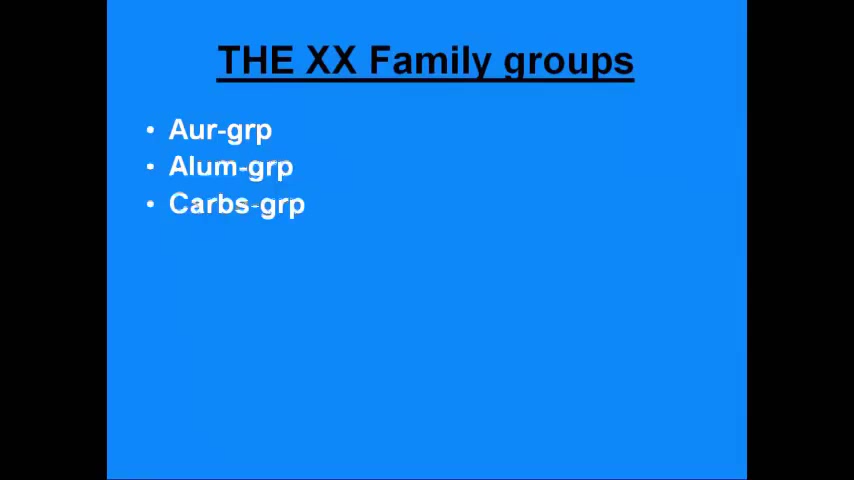 THE XX Family groups
• Aur-grp
• Alum-grp
• Carbs-grp